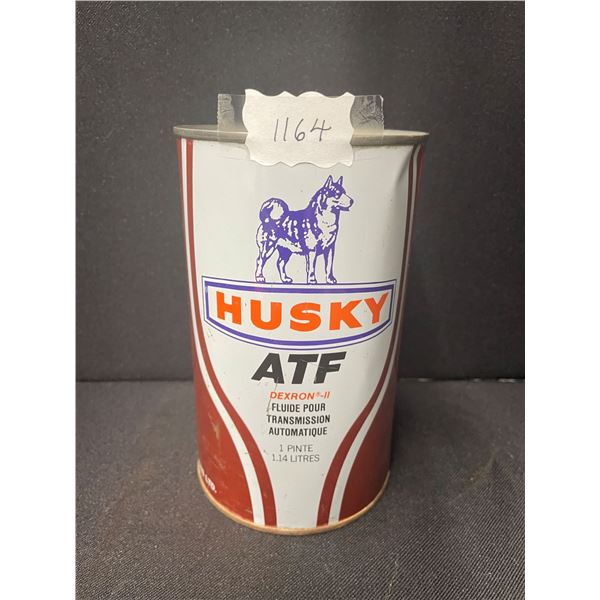 1164
HUSKY
ATF
DEXRON®-II
FLUIDE POUR
TRANSMISSION
AUTOMATIQUE
1 PINTE
1.14 LITRES